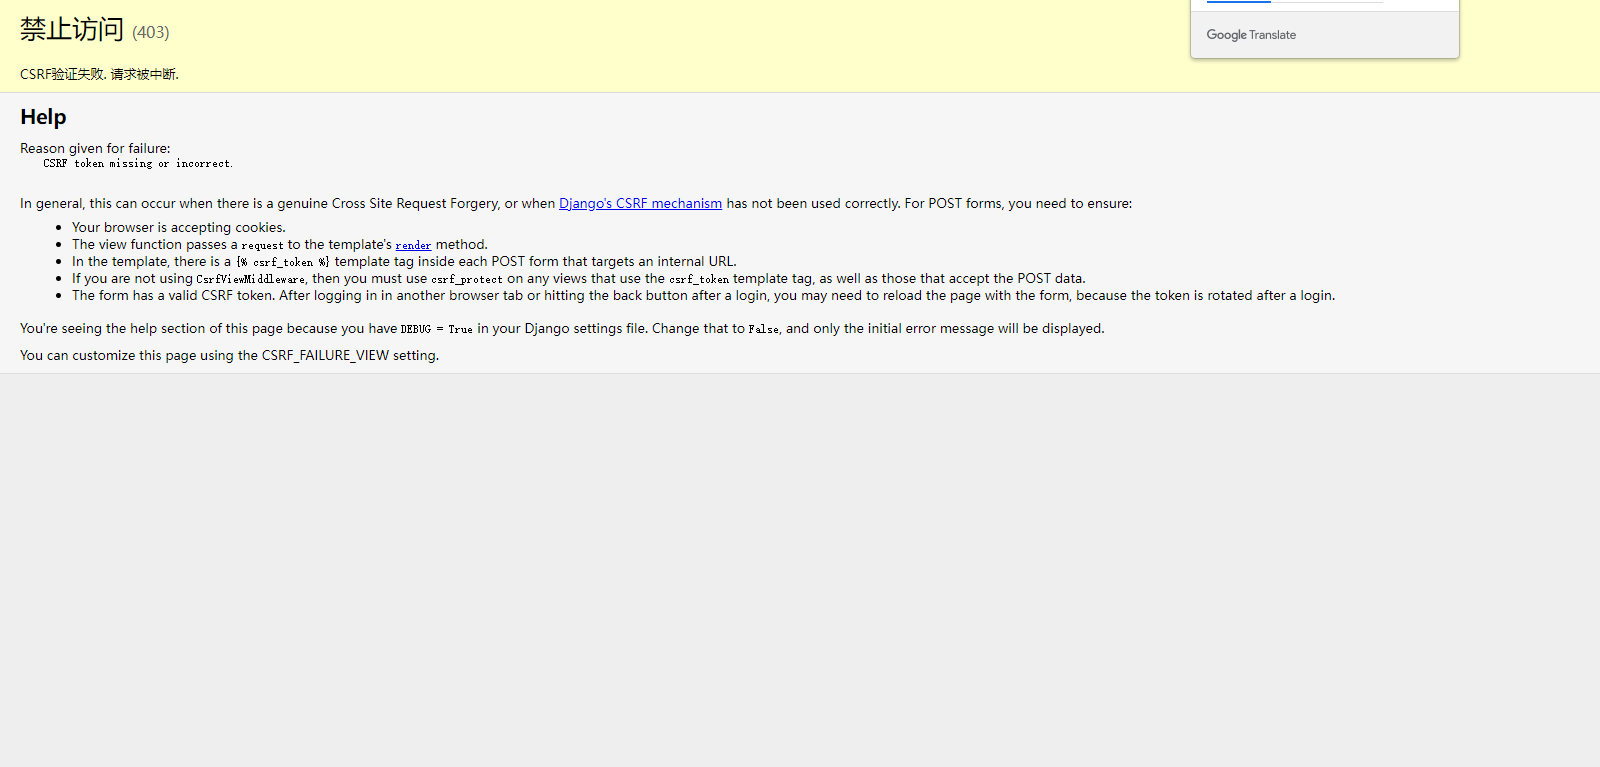 禁止访问 (403)
Google Translate
CSRF验证失败. 请求被中断.
Help
Reason given for failure:
CSRF token missing or incorrect.
In general, this can occur when there is a genuine Cross Site Request Forgery, or when Django's CSRF mechanism has not been used correctly. For POST forms, you need to ensure:
Your browser is accepting cookies.
The view function passes a request to the template's render method.
In the template, there is a {% csrf_token %} template tag inside each POST form that targets an internal URL.
If you are not using CsrfViewMiddleware, then you must use csrf_protect on any views that use the csrf_token template tag, as well as those that accept the POST data.
The form has a valid CSRF token. After logging in in another browser tab or hitting the back button after a login, you may need to reload the page with the form, because the token is rotated after a login.
You're seeing the help section of this page because you have DEBUG = True in your Django settings file. Change that to False, and only the initial error message will be displayed.
You can customize this page using the CSRF_FAILURE_VIEW setting.